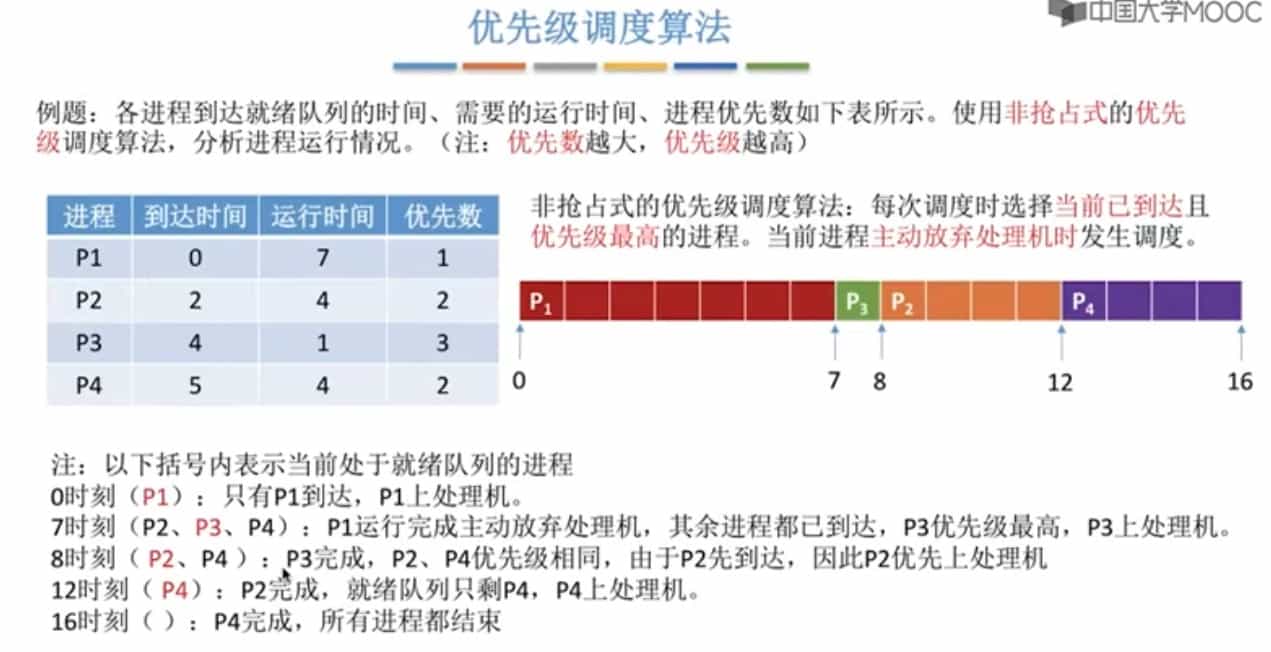 中国大学MOOC
优先级调度算法
例题：各进程到达就绪队列的时间、需要的运行时间、进程优先数如下表所示。使用非抢占式的优先
级调度算法，分析进程运行情况。（注：优先数越大，优先级越高）
进程 到达时间 运行时间 优先数
P1 0 7 1
P2 2 4 2
P3 4 1 3
P4 5 4 2
非抢占式的优先级调度算法：每次调度时选择当前已到达且
优先级最高的进程。当前进程主动放弃处理机时发生调度。
P1 P3 P2 P4
0 7 8 12 16
注：以下括号内表示当前处于就绪队列的进程
0时刻（P1）：只有P1到达，P1上处理机。
7时刻（P2、P3、P4）：P1运行完成主动放弃处理机，其余进程都已到达，P3优先级最高，P3上处理机。
8时刻（ P2、P4 ）：P3完成，P2、P4优先级相同，由于P2先到达，因此P2优先上处理机
12时刻（ P4）：P2完成，就绪队列只剩P4，P4上处理机。
16时刻（ ）：P4完成，所有进程都结束